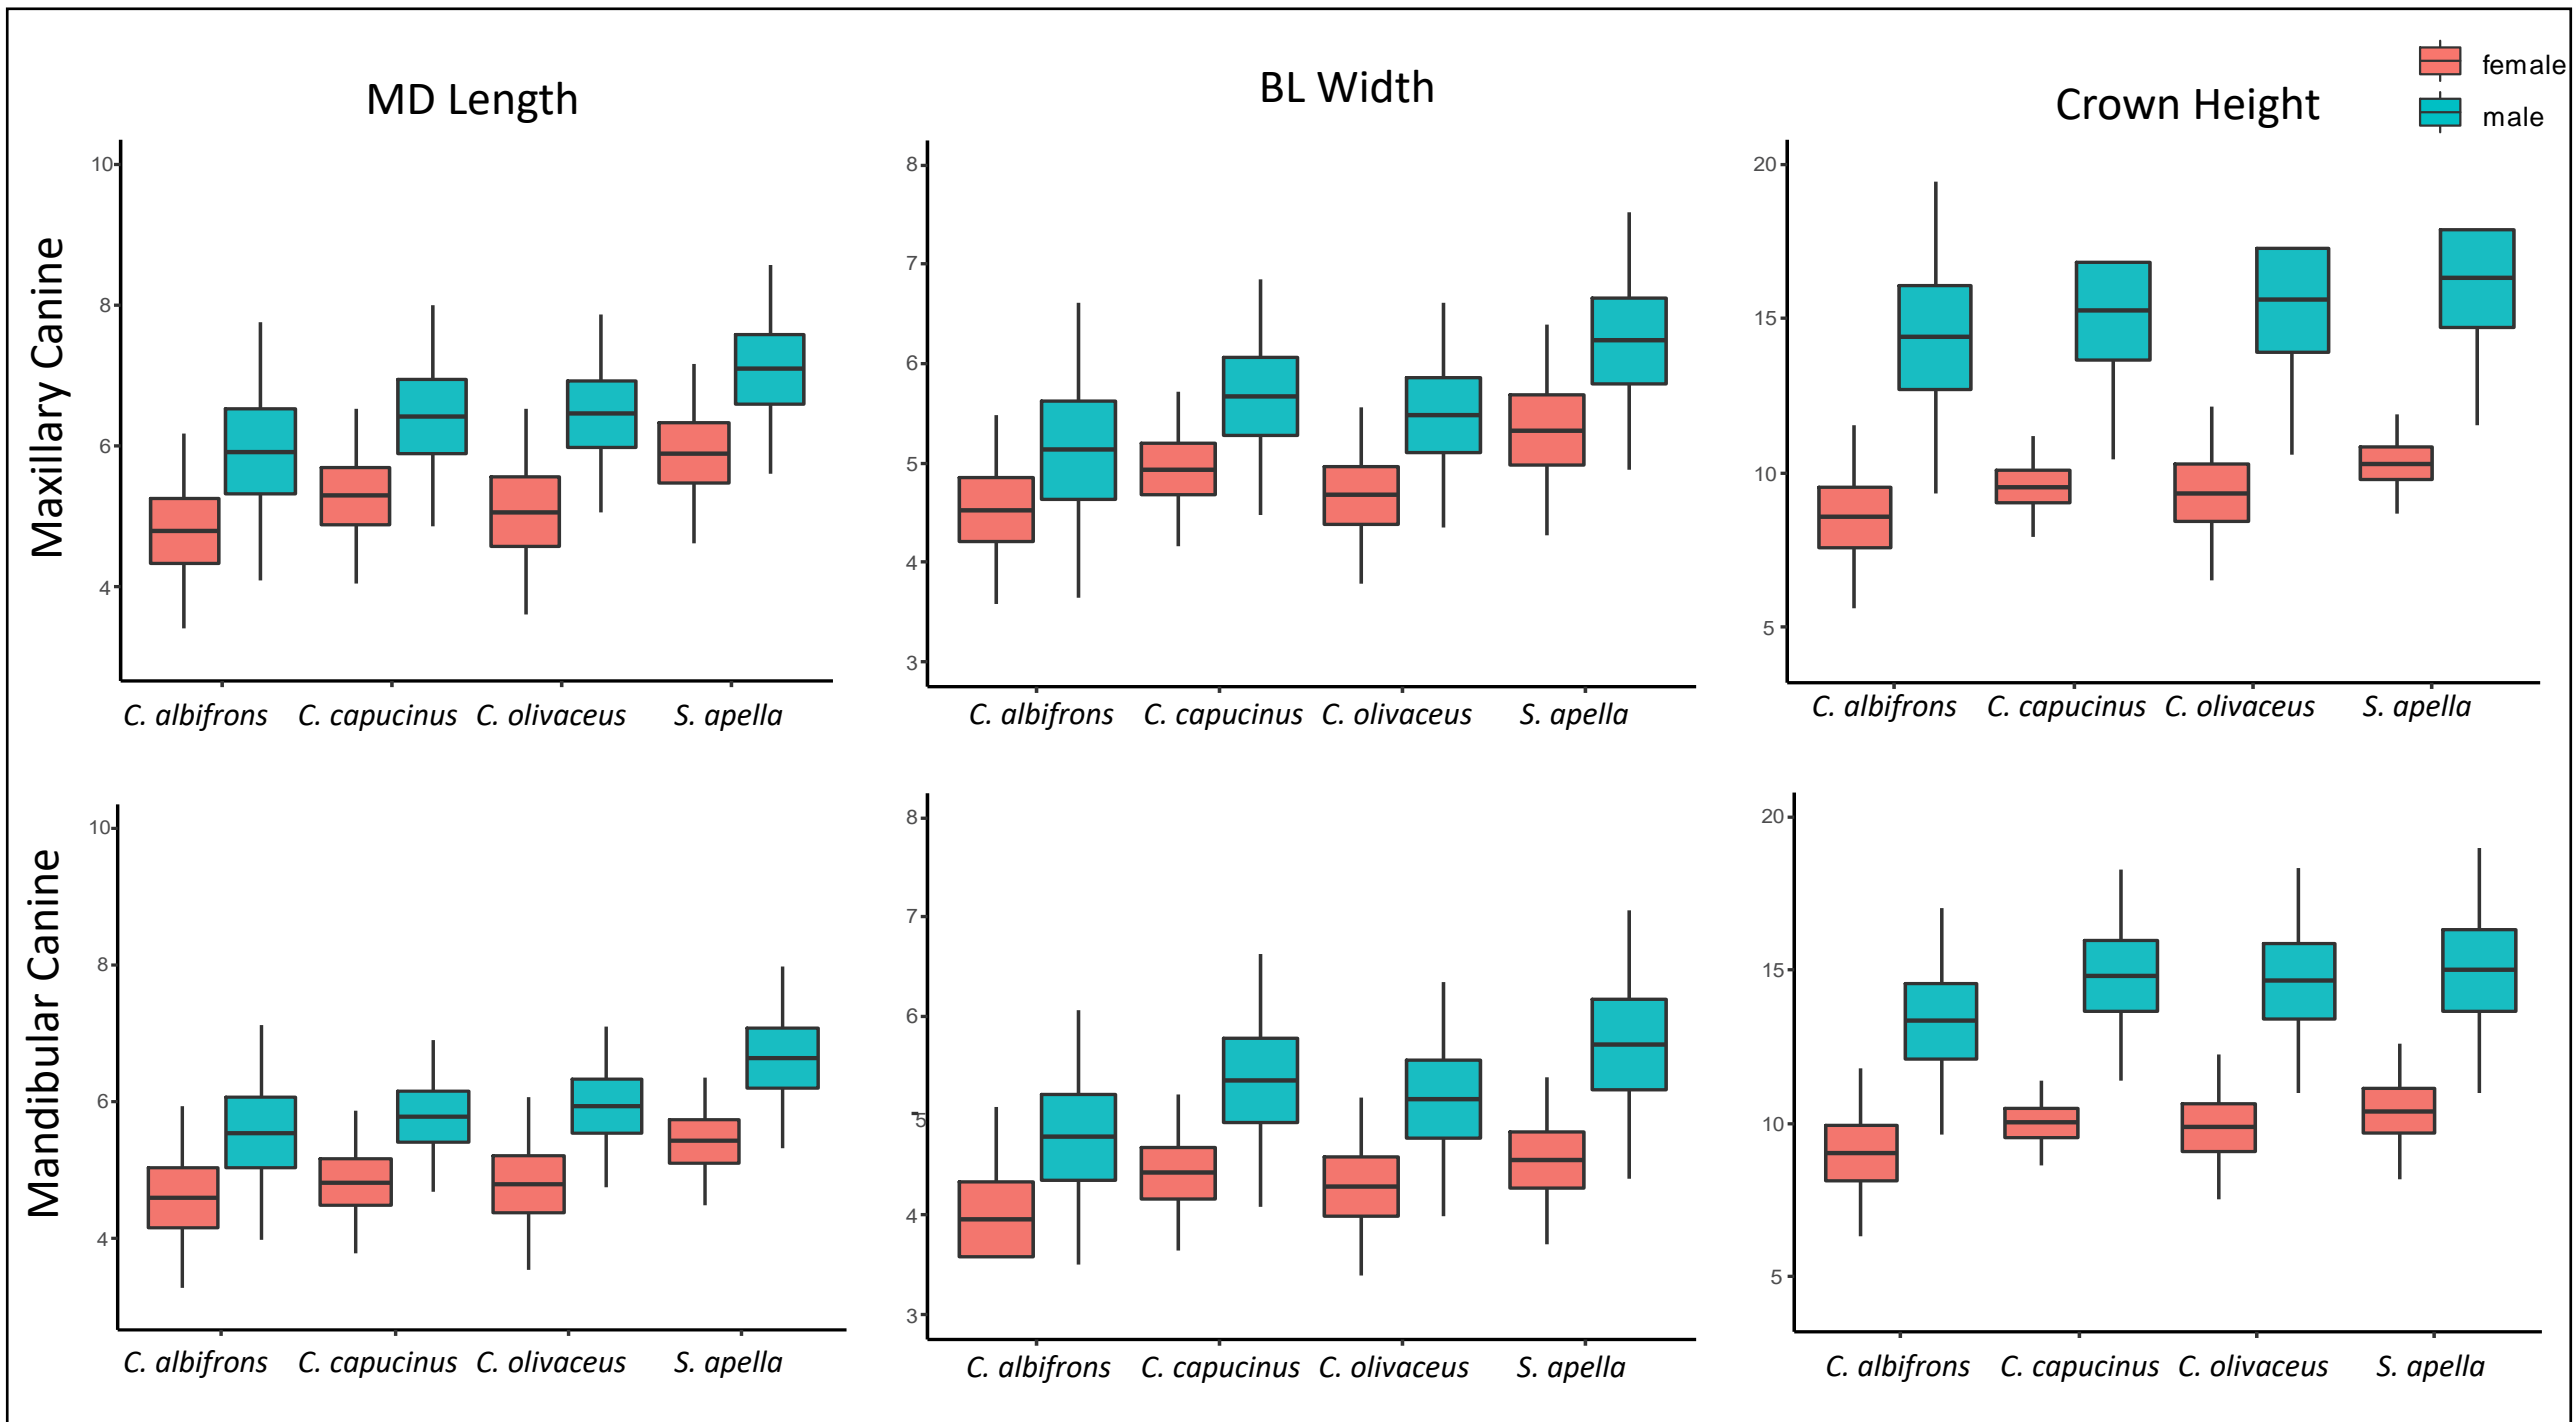 MD Length
BL Width
Crown Height
female
male
Maxillary Canine
10
8
6
4
C. albifrons C. capucinus C. olivaceus S. apella
8
7
6
5
4
3
C. albifrons C. capucinus C. olivaceus S. apella
20
15
10
5
C. albifrons C. capucinus C. olivaceus S. apella
Mandibular Canine
10
8
6
4
C. albifrons C. capucinus C. olivaceus S. apella
8
7
6
5
4
3
C. albifrons C. capucinus C. olivaceus S. apella
20
15
10
5
C. albifrons C. capucinus C. olivaceus S. apella